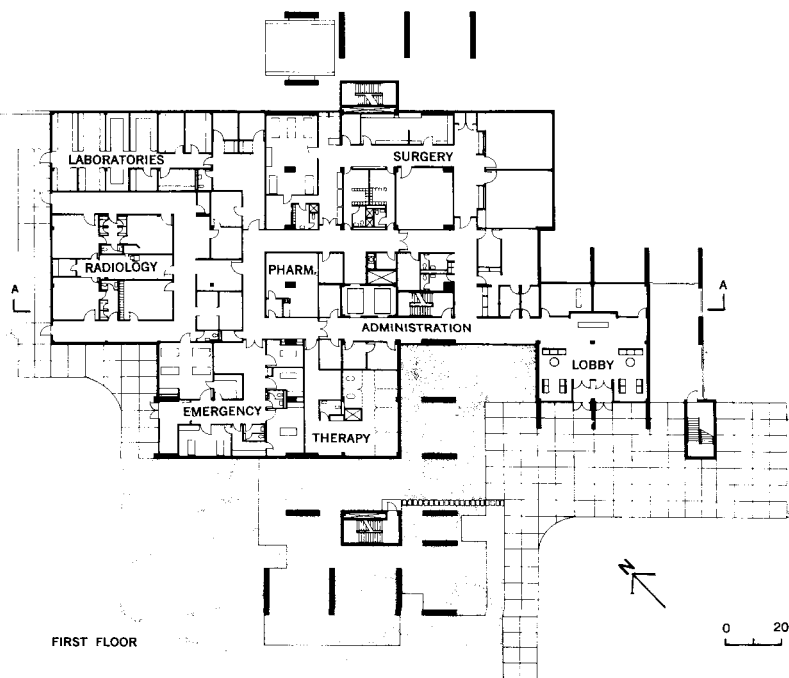 LABORATORIES
SURGERY
RADIOLOGY
PHARM.
A
A
ADMINISTRATION
LOBBY
EMERGENCY
THERAPY
N
FIRST FLOOR
0 20